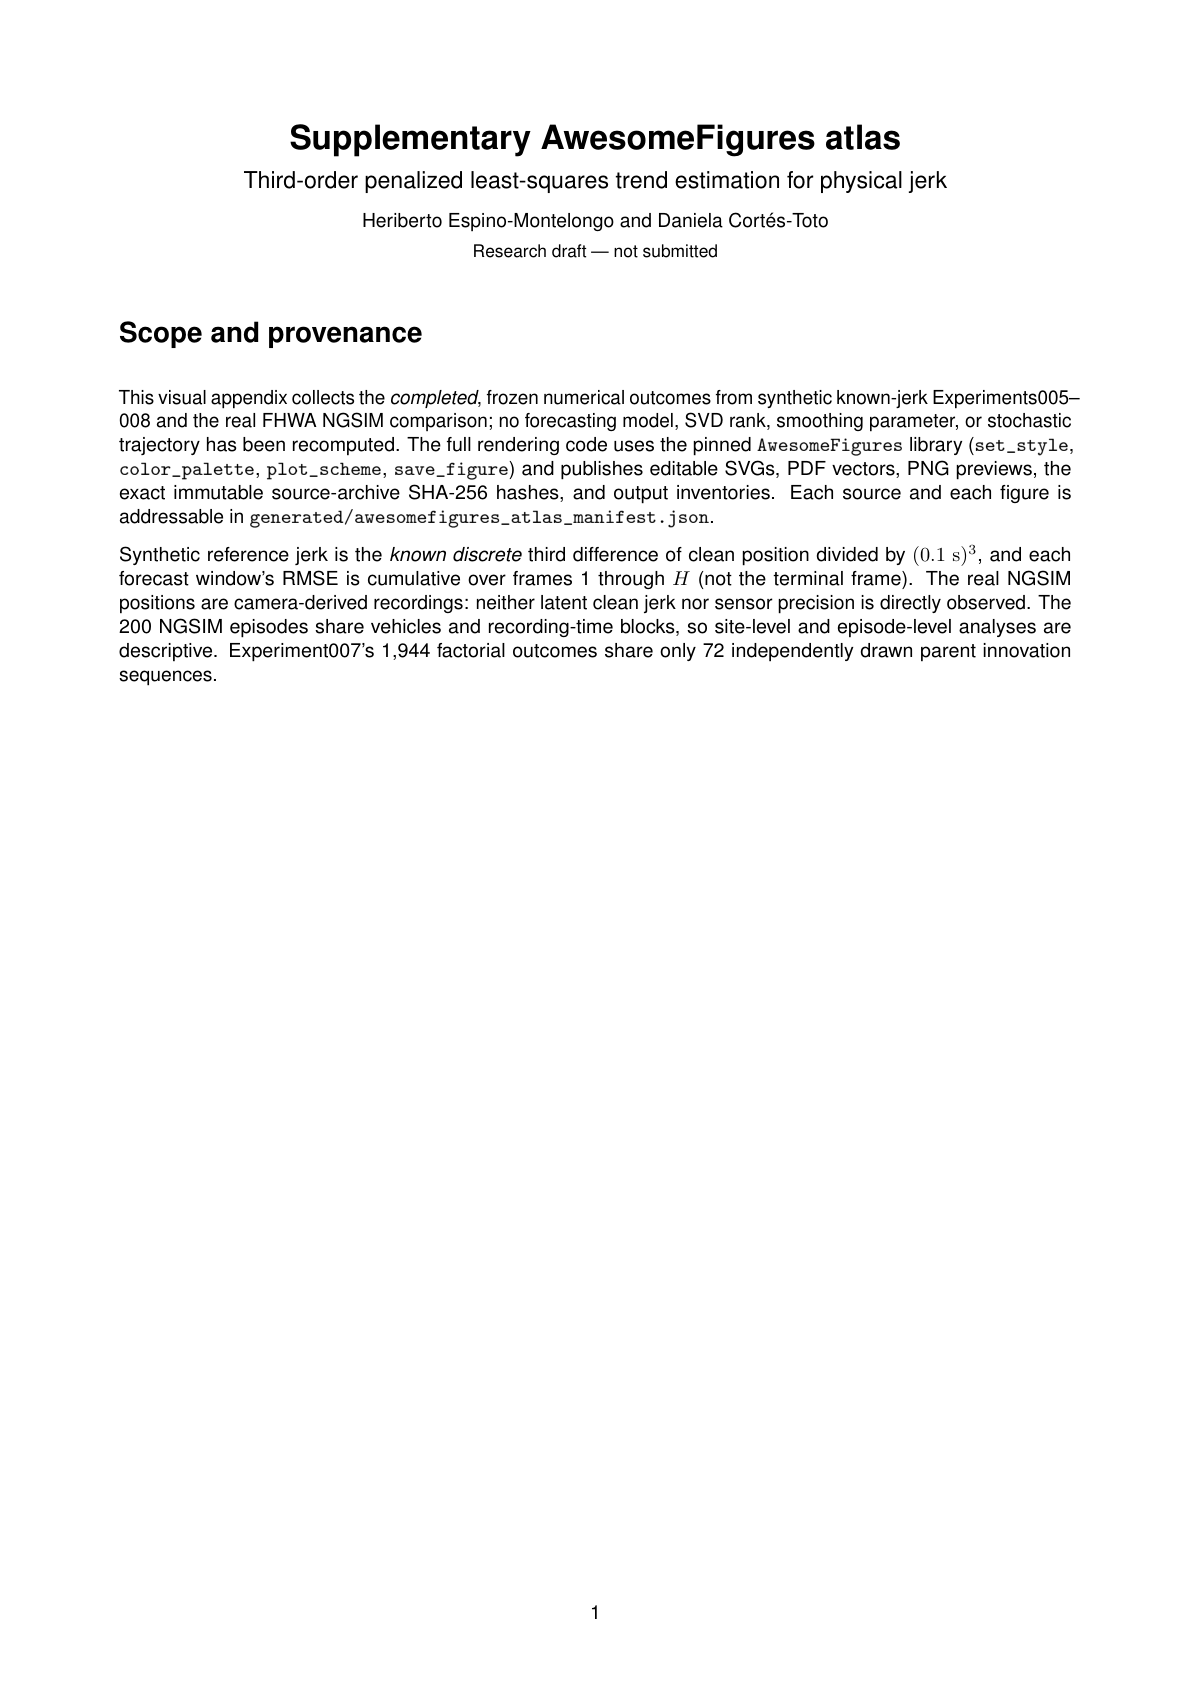 Supplementary AwesomeFigures atlas
Third-order penalized least-squares trend estimation for physical jerk
Heriberto Espino-Montelongo and Daniela Cortés-Toto
Research draft — not submitted
Scope and provenance
This visual appendix collects the completed, frozen numerical outcomes from synthetic known-jerk Experiments005–
008 and the real FHWA NGSIM comparison; no forecasting model, SVD rank, smoothing parameter, or stochastic
trajectory has been recomputed. The full rendering code uses the pinned AwesomeFigures library (set_style,
color_palette, plot_scheme, save_figure) and publishes editable SVGs, PDF vectors, PNG previews, the
exact immutable source-archive SHA-256 hashes, and output inventories. Each source and each figure is
addressable in generated/awesomefigures_atlas_manifest.json.
Synthetic reference jerk is the known discrete third difference of clean position divided by (0.1 s)³, and each
forecast window's RMSE is cumulative over frames 1 through H (not the terminal frame). The real NGSIM
positions are camera-derived recordings: neither latent clean jerk nor sensor precision is directly observed. The
200 NGSIM episodes share vehicles and recording-time blocks, so site-level and episode-level analyses are
descriptive. Experiment007's 1,944 factorial outcomes share only 72 independently drawn parent innovation
sequences.
1